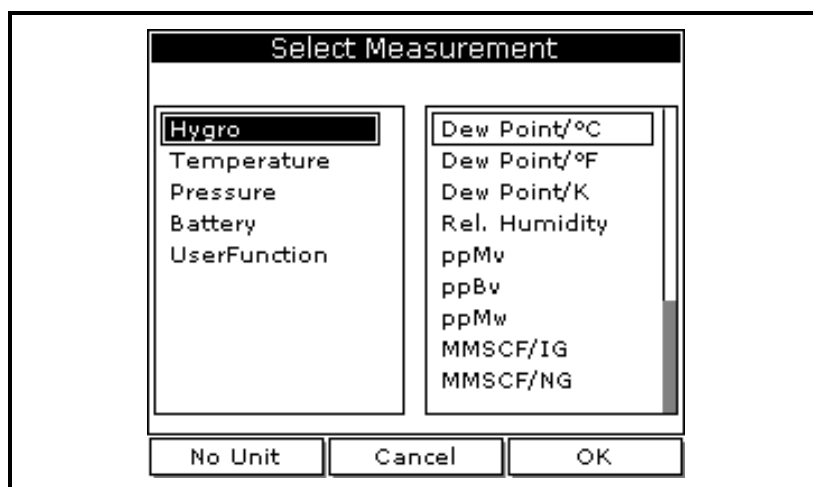 Select Measurement
Hygro
Temperature
Pressure
Battery
UserFunction
Dew Point/°C
Dew Point/°F
Dew Point/K
Rel. Humidity
ppMv
ppBv
ppMw
MMSCF/IG
MMSCF/NG
No Unit
Cancel
OK